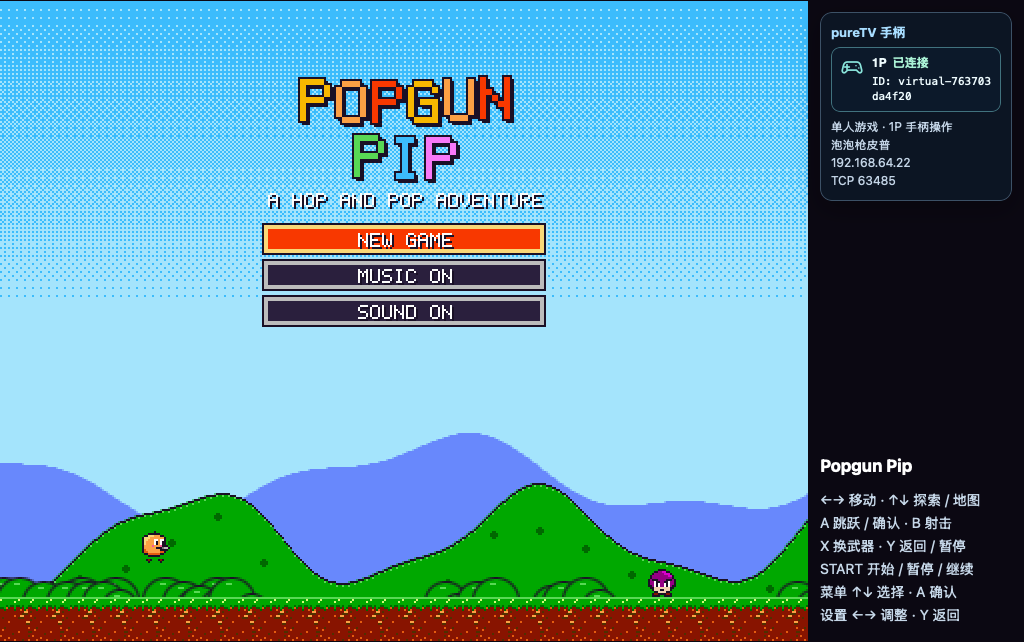 POPGUN
PIP
A HOP AND POP ADVENTURE
NEW GAME
MUSIC ON
SOUND ON
pureTV 手柄
1P 已连接
ID: virtual-763703
da4f20
单人游戏 · 1P 手柄操作
泡泡枪皮普
192.168.64.22
TCP 63485
Popgun Pip
←→ 移动 · ↑↓ 探索 / 地图
A 跳跃 / 确认 · B 射击
X 换武器 · Y 返回 / 暂停
START 开始 / 暂停 / 继续
菜单 ↑↓ 选择 · A 确认
设置 ←→ 调整 · Y 返回